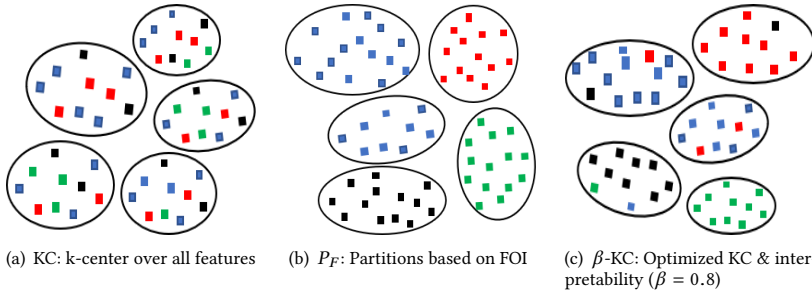 (a) KC: k-center over all features
(b) P_F: Partitions based on FOI
(c) β-KC: Optimized KC & inter
pretability (β = 0.8)